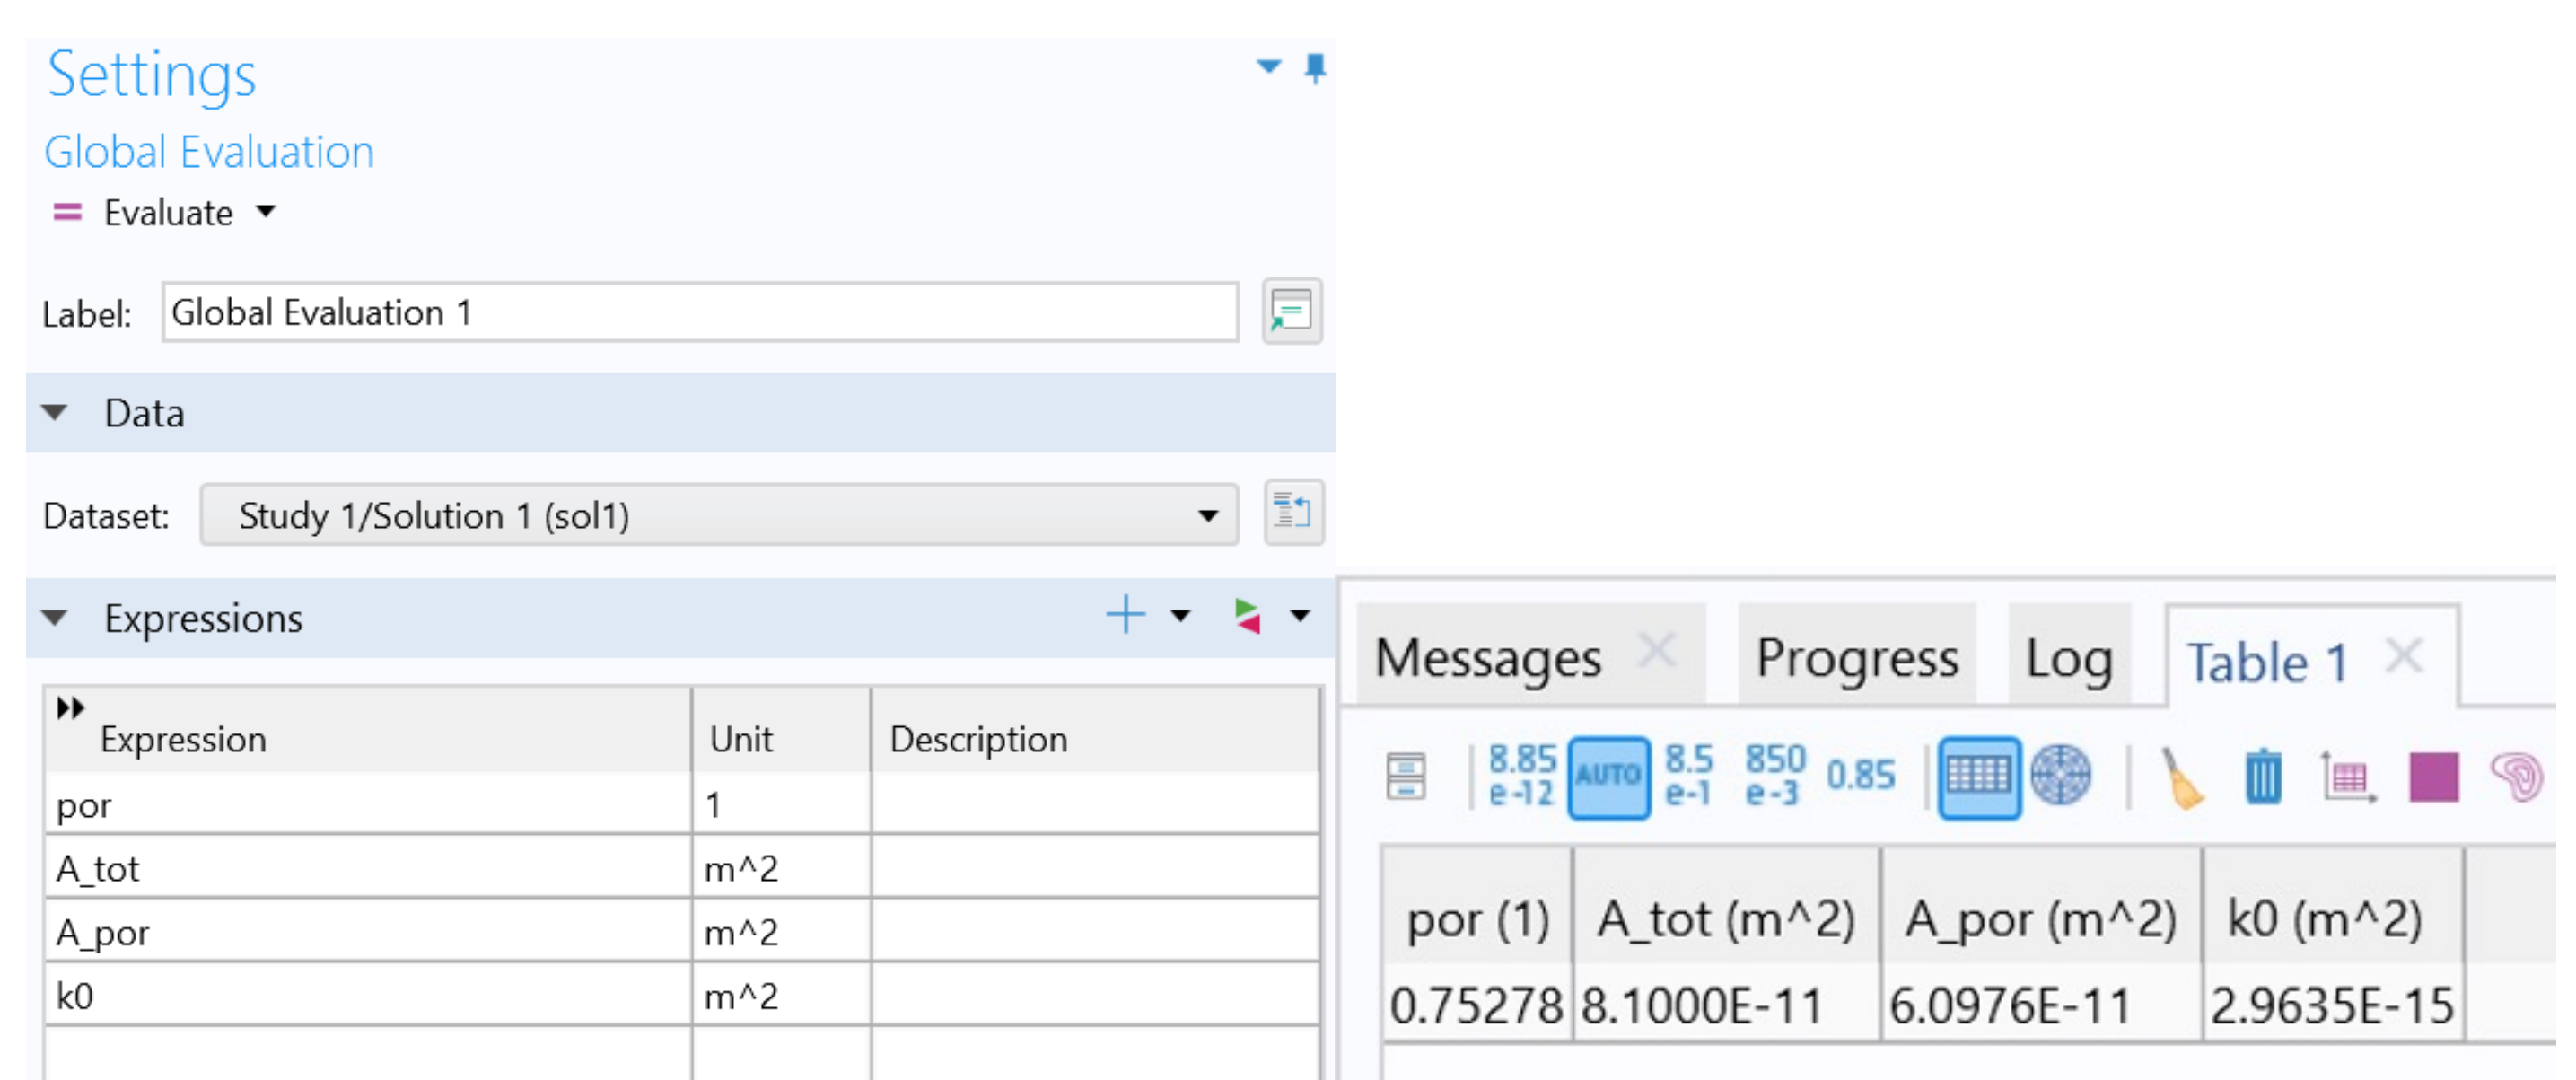 Settings
Global Evaluation
= Evaluate
Label: Global Evaluation 1
Data
Dataset: Study 1/Solution 1 (sol1)
Expressions
Expression Unit Description
por 1
A_tot m^2
A_por m^2
k0 m^2
Messages Progress Log Table 1
8.85 e-12 AUTO 8.5 e-1 850 e-3 0.85
por (1) A_tot (m^2) A_por (m^2) k0 (m^2)
0.75278 8.1000E-11 6.0976E-11 2.9635E-15